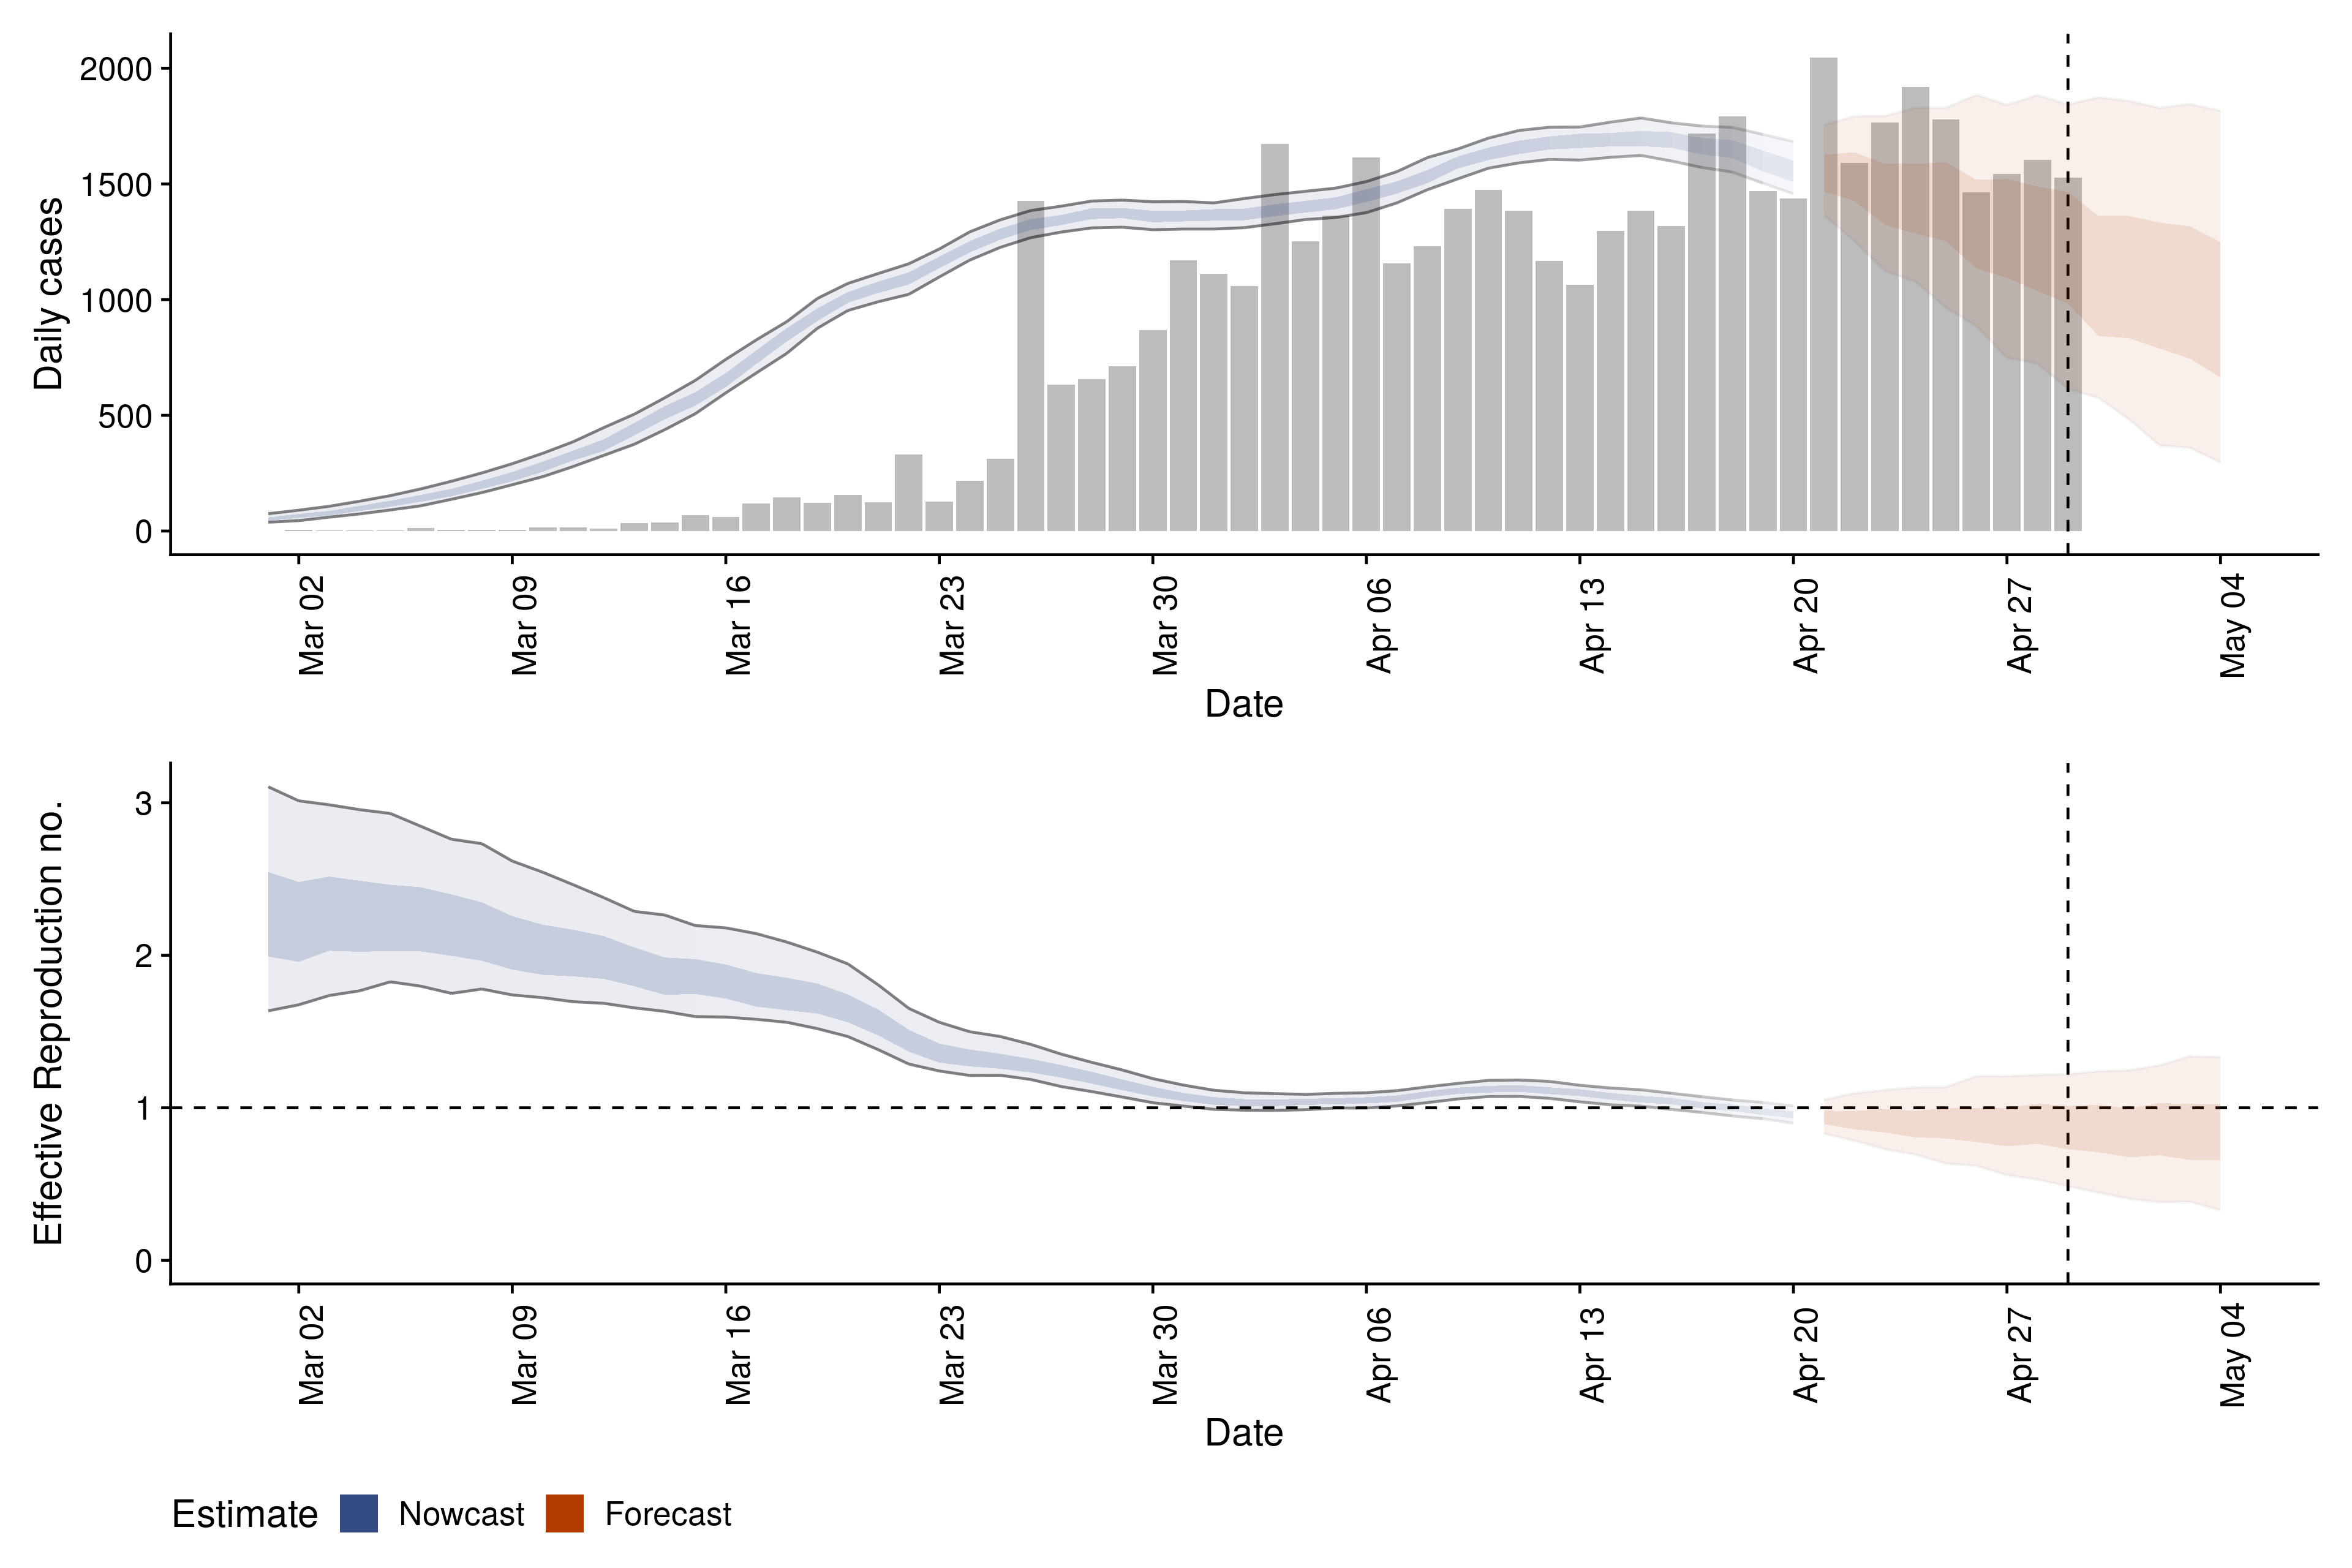 Daily cases
2000
1500
1000
500
0
Mar 02
Mar 09
Mar 16
Mar 23
Mar 30
Apr 06
Apr 13
Apr 20
Apr 27
May 04
Date
Effective Reproduction no.
3
2
1
0
Mar 02
Mar 09
Mar 16
Mar 23
Mar 30
Apr 06
Apr 13
Apr 20
Apr 27
May 04
Date
Estimate Nowcast Forecast